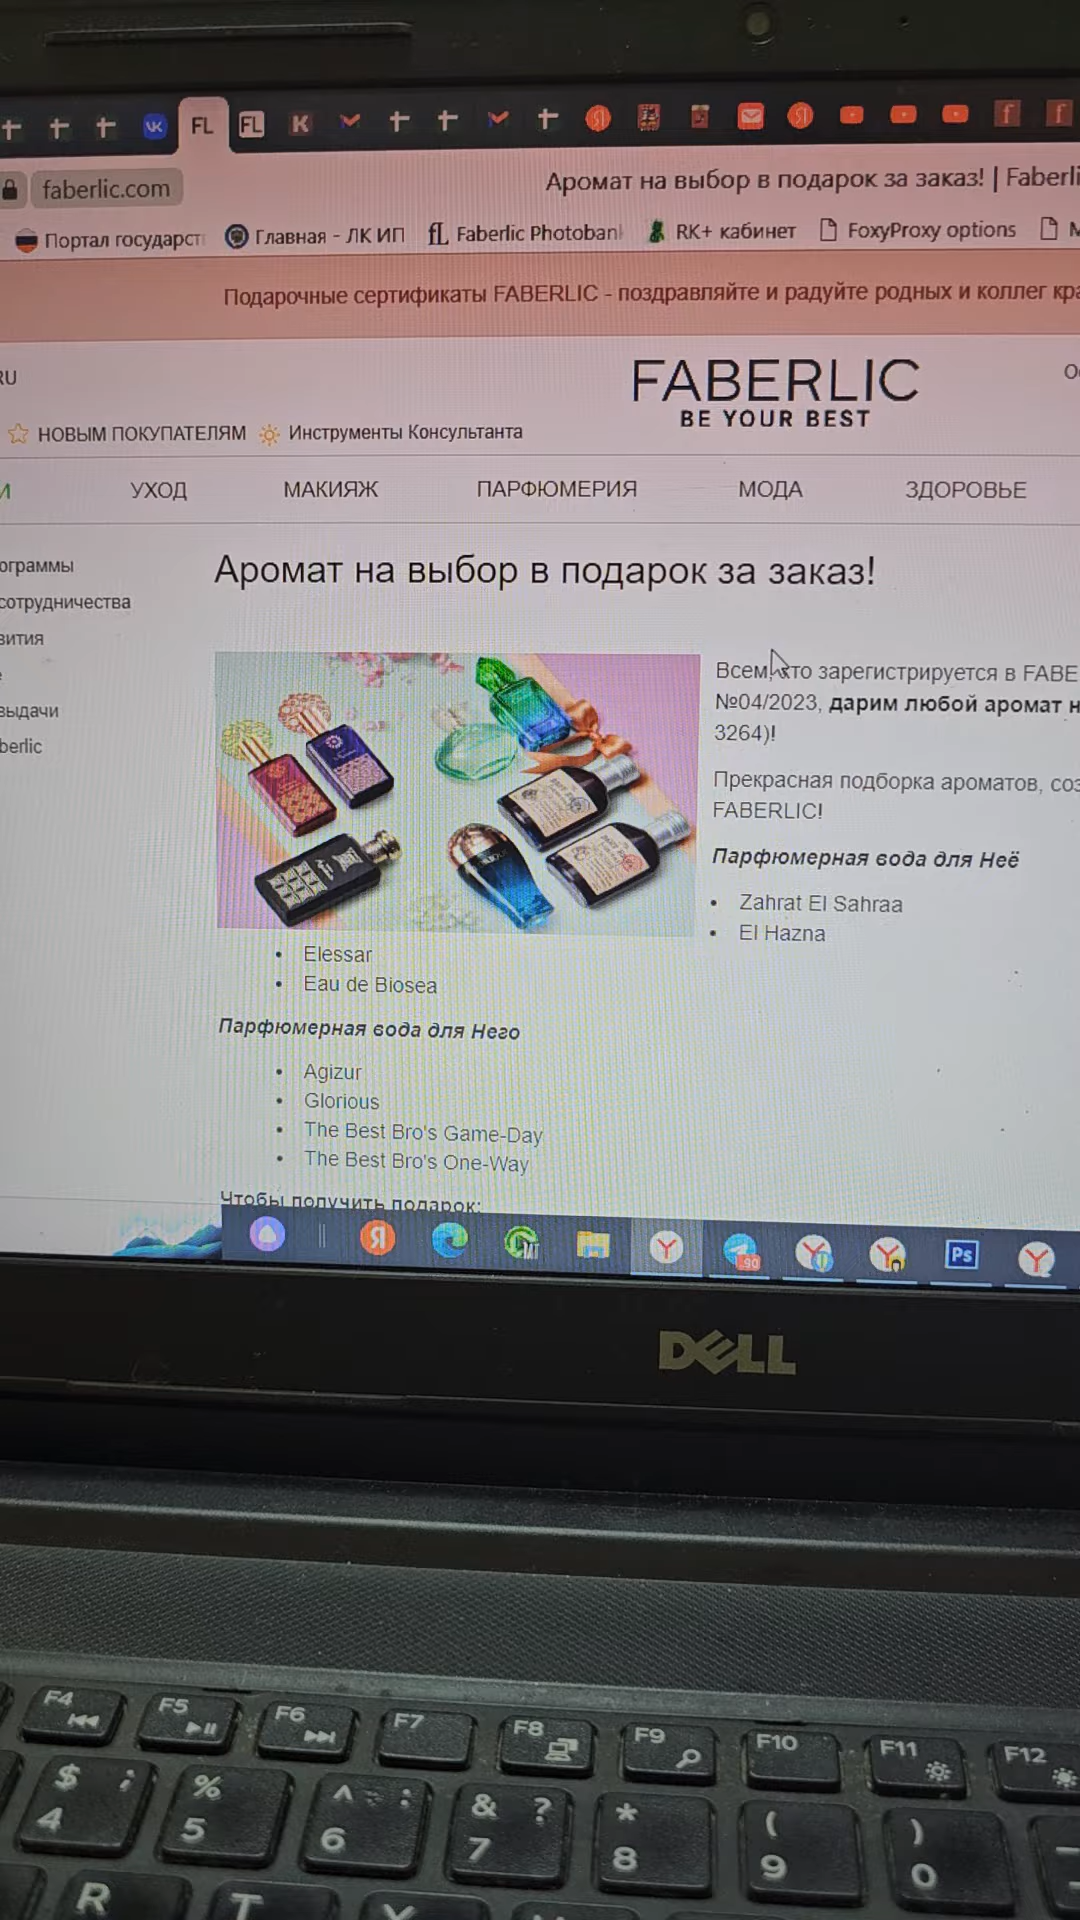 FL FL K
faberlic.com
Аромат на выбор в подарок за заказ! | Faberli
Портал государст
Главная - ЛК ИП
fL Faberlic Photoban
RK+ кабинет
FoxyProxy options
Подарочные сертификаты FABERLIC - поздравляйте и радуйте родных и коллег кра
RU
FABERLIC
BE YOUR BEST
НОВЫМ ПОКУПАТЕЛЯМ
Инструменты Консультанта
УХОД МАКИЯЖ ПАРФЮМЕРИЯ МОДА ЗДОРОВЬЕ
ограммы
сотрудничества
вития
выдачи
berlic
Аромат на выбор в подарок за заказ!
Всем, кто зарегистрируется в FABE
№04/2023, дарим любой аромат н
3264)!
Прекрасная подборка ароматов, соз
FABERLIC!
Парфюмерная вода для Неё
• Zahrat El Sahraa
• El Hazna
• Elessar
• Eau de Biosea
Парфюмерная вода для Него
• Agizur
• Glorious
• The Best Bro's Game-Day
• The Best Bro's One-Way
Чтобы получить подарок:
Я
90
Ps
DELL
F4 F5 F6 F7 F8 F9 F10 F11 F12
$ ; % ^ : & ? * ( )
4 5 6 7 8 9 0
R T